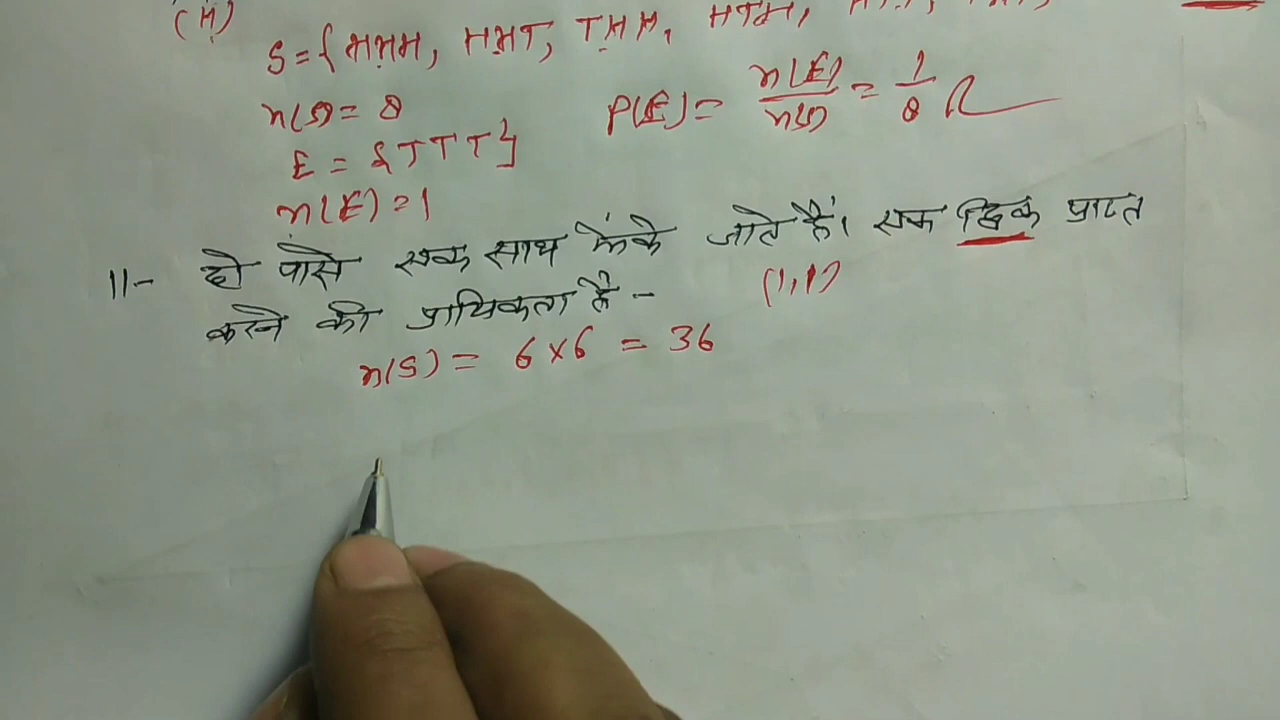 (H)
S={HHH, HHT, THH, HTH,
n(S)= 8
P(E)= n(E)/n(S) = 1/8
E = {TTT}
n(E)=1
11- दो पांसे एक साथ फेंके जाते हैं। एक द्विक प्राप्त
करने की प्रायिकता है -
(1,1)
n(S) = 6×6 = 36